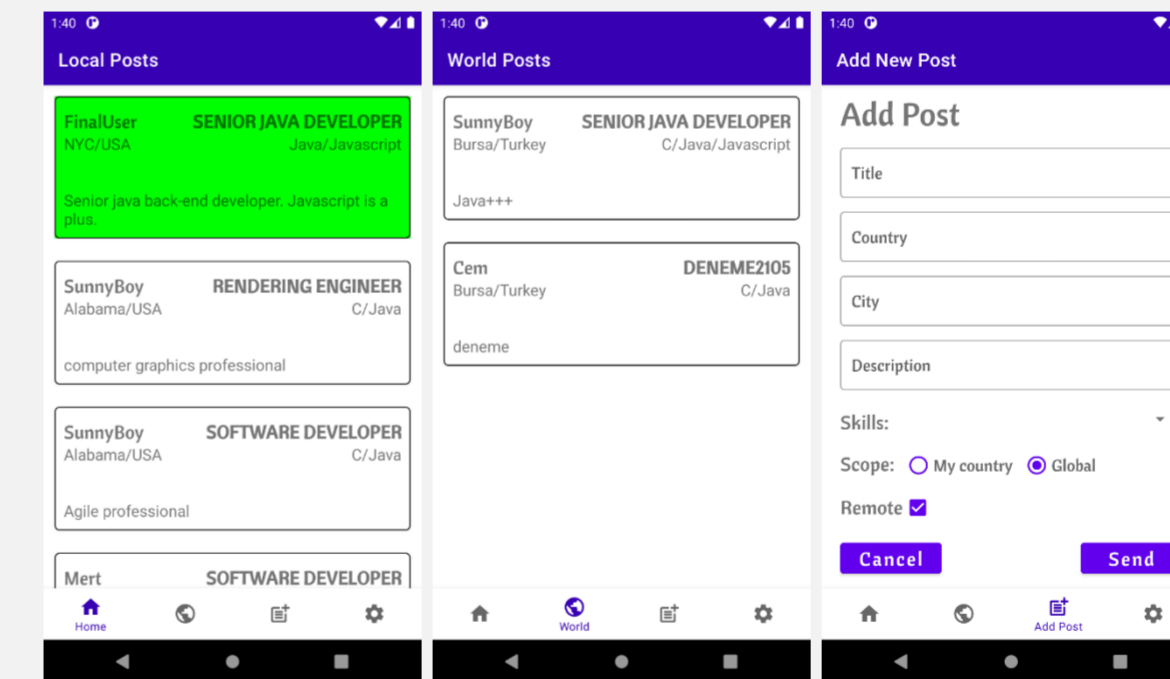 1:40
Local Posts
FinalUser SENIOR JAVA DEVELOPER
NYC/USA Java/Javascript
Senior java back-end developer. Javascript is a
plus.
SunnyBoy RENDERING ENGINEER
Alabama/USA C/Java
computer graphics professional
SunnyBoy SOFTWARE DEVELOPER
Alabama/USA C/Java
Agile professional
Mert SOFTWARE DEVELOPER
Home
1:40
World Posts
SunnyBoy SENIOR JAVA DEVELOPER
Bursa/Turkey C/Java/Javascript
Java+++
Cem DENEME2105
Bursa/Turkey C/Java
deneme
World
1:40
Add New Post
Add Post
Title
Country
City
Description
Skills:
Scope: My country Global
Remote
Cancel Send
Add Post